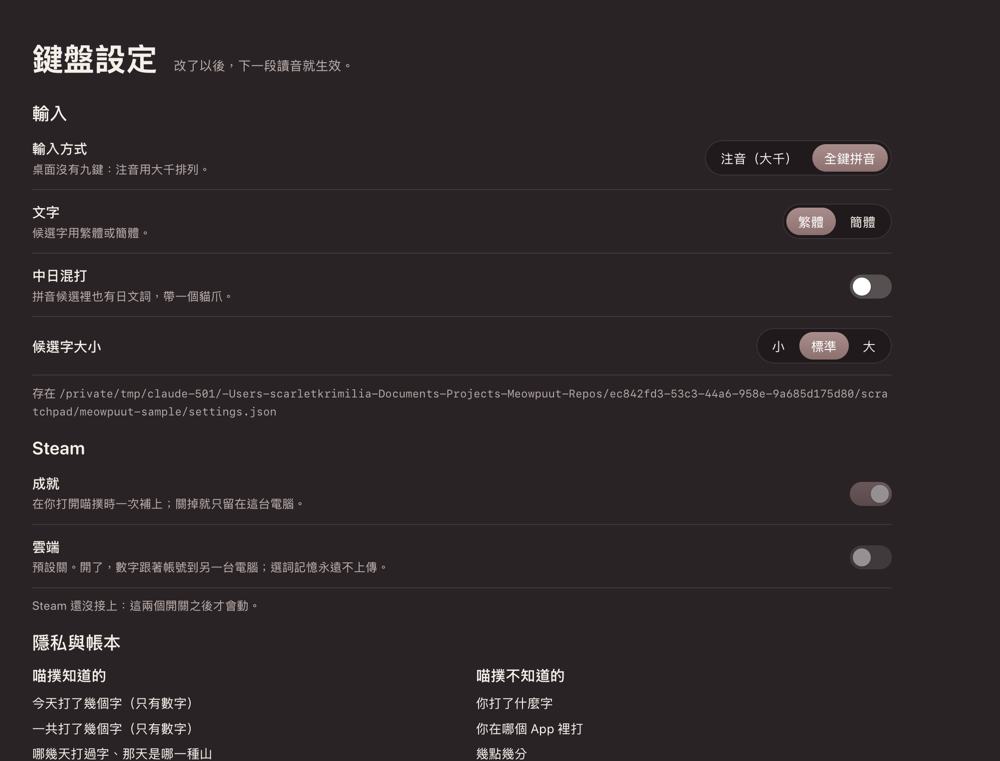 鍵盤設定 改了以後，下一段讀音就生效。
輸入
輸入方式
桌面沒有九鍵：注音用大千排列。
注音（大千） 全鍵拼音
文字
候選字用繁體或簡體。
繁體 簡體
中日混打
拼音候選裡也有日文詞，帶一個貓爪。
候選字大小
小 標準 大
存在 /private/tmp/claude-501/-Users-scarletkrimilia-Documents-Projects-Meowpuut-Repos/ec842fd3-53c3-44a6-958e-9a685d175d80/scra
tchpad/meowpuut-sample/settings.json
Steam
成就
在你打開喵撲時一次補上；關掉就只留在這台電腦。
雲端
預設關。開了，數字跟著帳號到另一台電腦；選詞記憶永遠不上傳。
Steam 還沒接上：這兩個開關之後才會動。
隱私與帳本
喵撲知道的
今天打了幾個字（只有數字）
一共打了幾個字（只有數字）
哪幾天打過字、那天是哪一種山
喵撲不知道的
你打了什麼字
你在哪個 App 裡打
幾點幾分